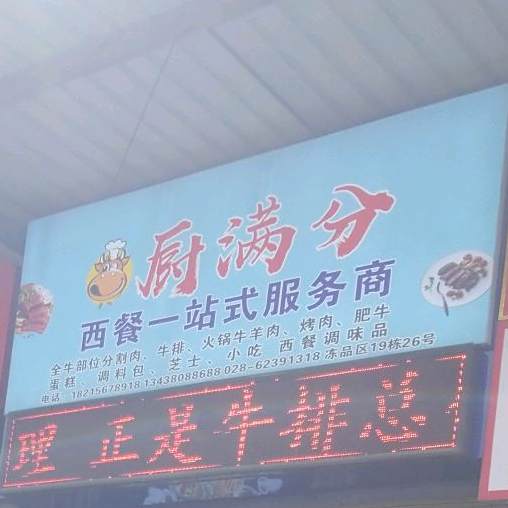 厨满分
西餐一站式服务商
全牛部位分割肉、牛排、火锅牛羊肉、烤肉、肥牛
蛋糕、调料包、芝士、小吃 西餐调味品
电话:18215678918 13438088688 028-62391318 冻品区19栋26号
理 正是牛排总